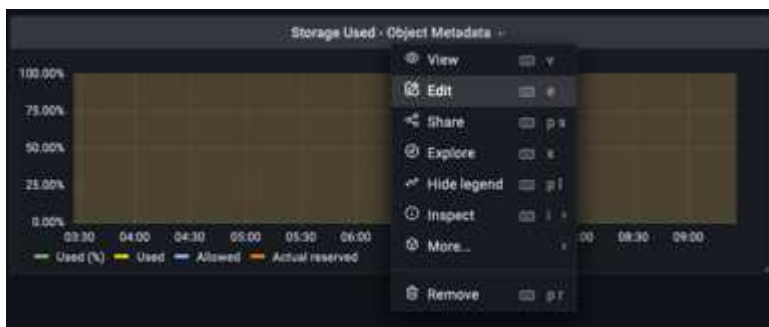 Storage Used - Object Metadata
View v
100.00%
Edit e
75.00%
Share p s
50.00%
Explore x
25.00%
Hide legend p l
Inspect i
0.00%
03:30 04:00 04:30 05:00 05:30 06:00 :00 08:30 09:00
More...
Used (%) Used Allowed Actual reserved
Remove p r